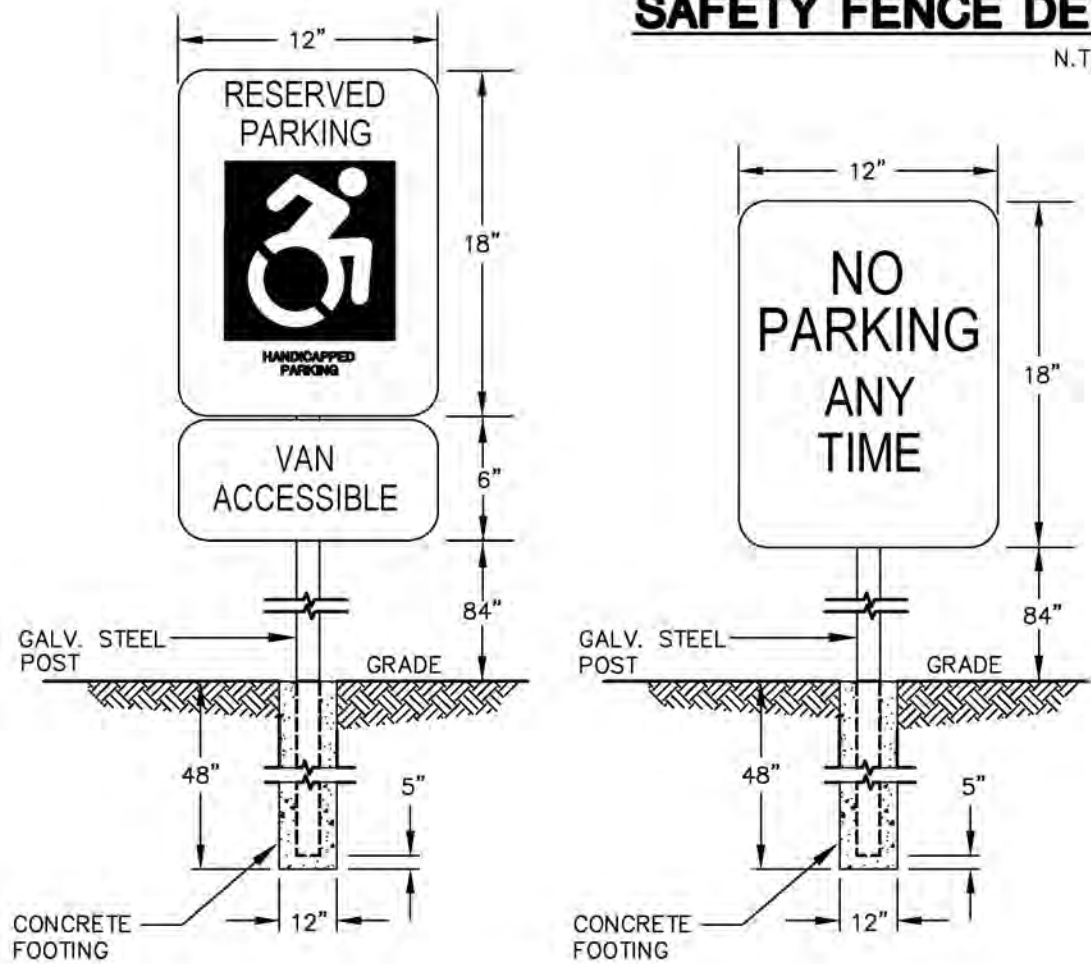 SAFETY FENCE DE
N.T
12"
RESERVED
PARKING
HANDICAPPED
PARKING
18"
VAN
ACCESSIBLE
6"
84"
GALV. STEEL
POST
GRADE
48"
5"
CONCRETE
FOOTING
12"
12"
NO
PARKING
ANY
TIME
18"
84"
GALV. STEEL
POST
GRADE
48"
5"
CONCRETE
FOOTING
12"